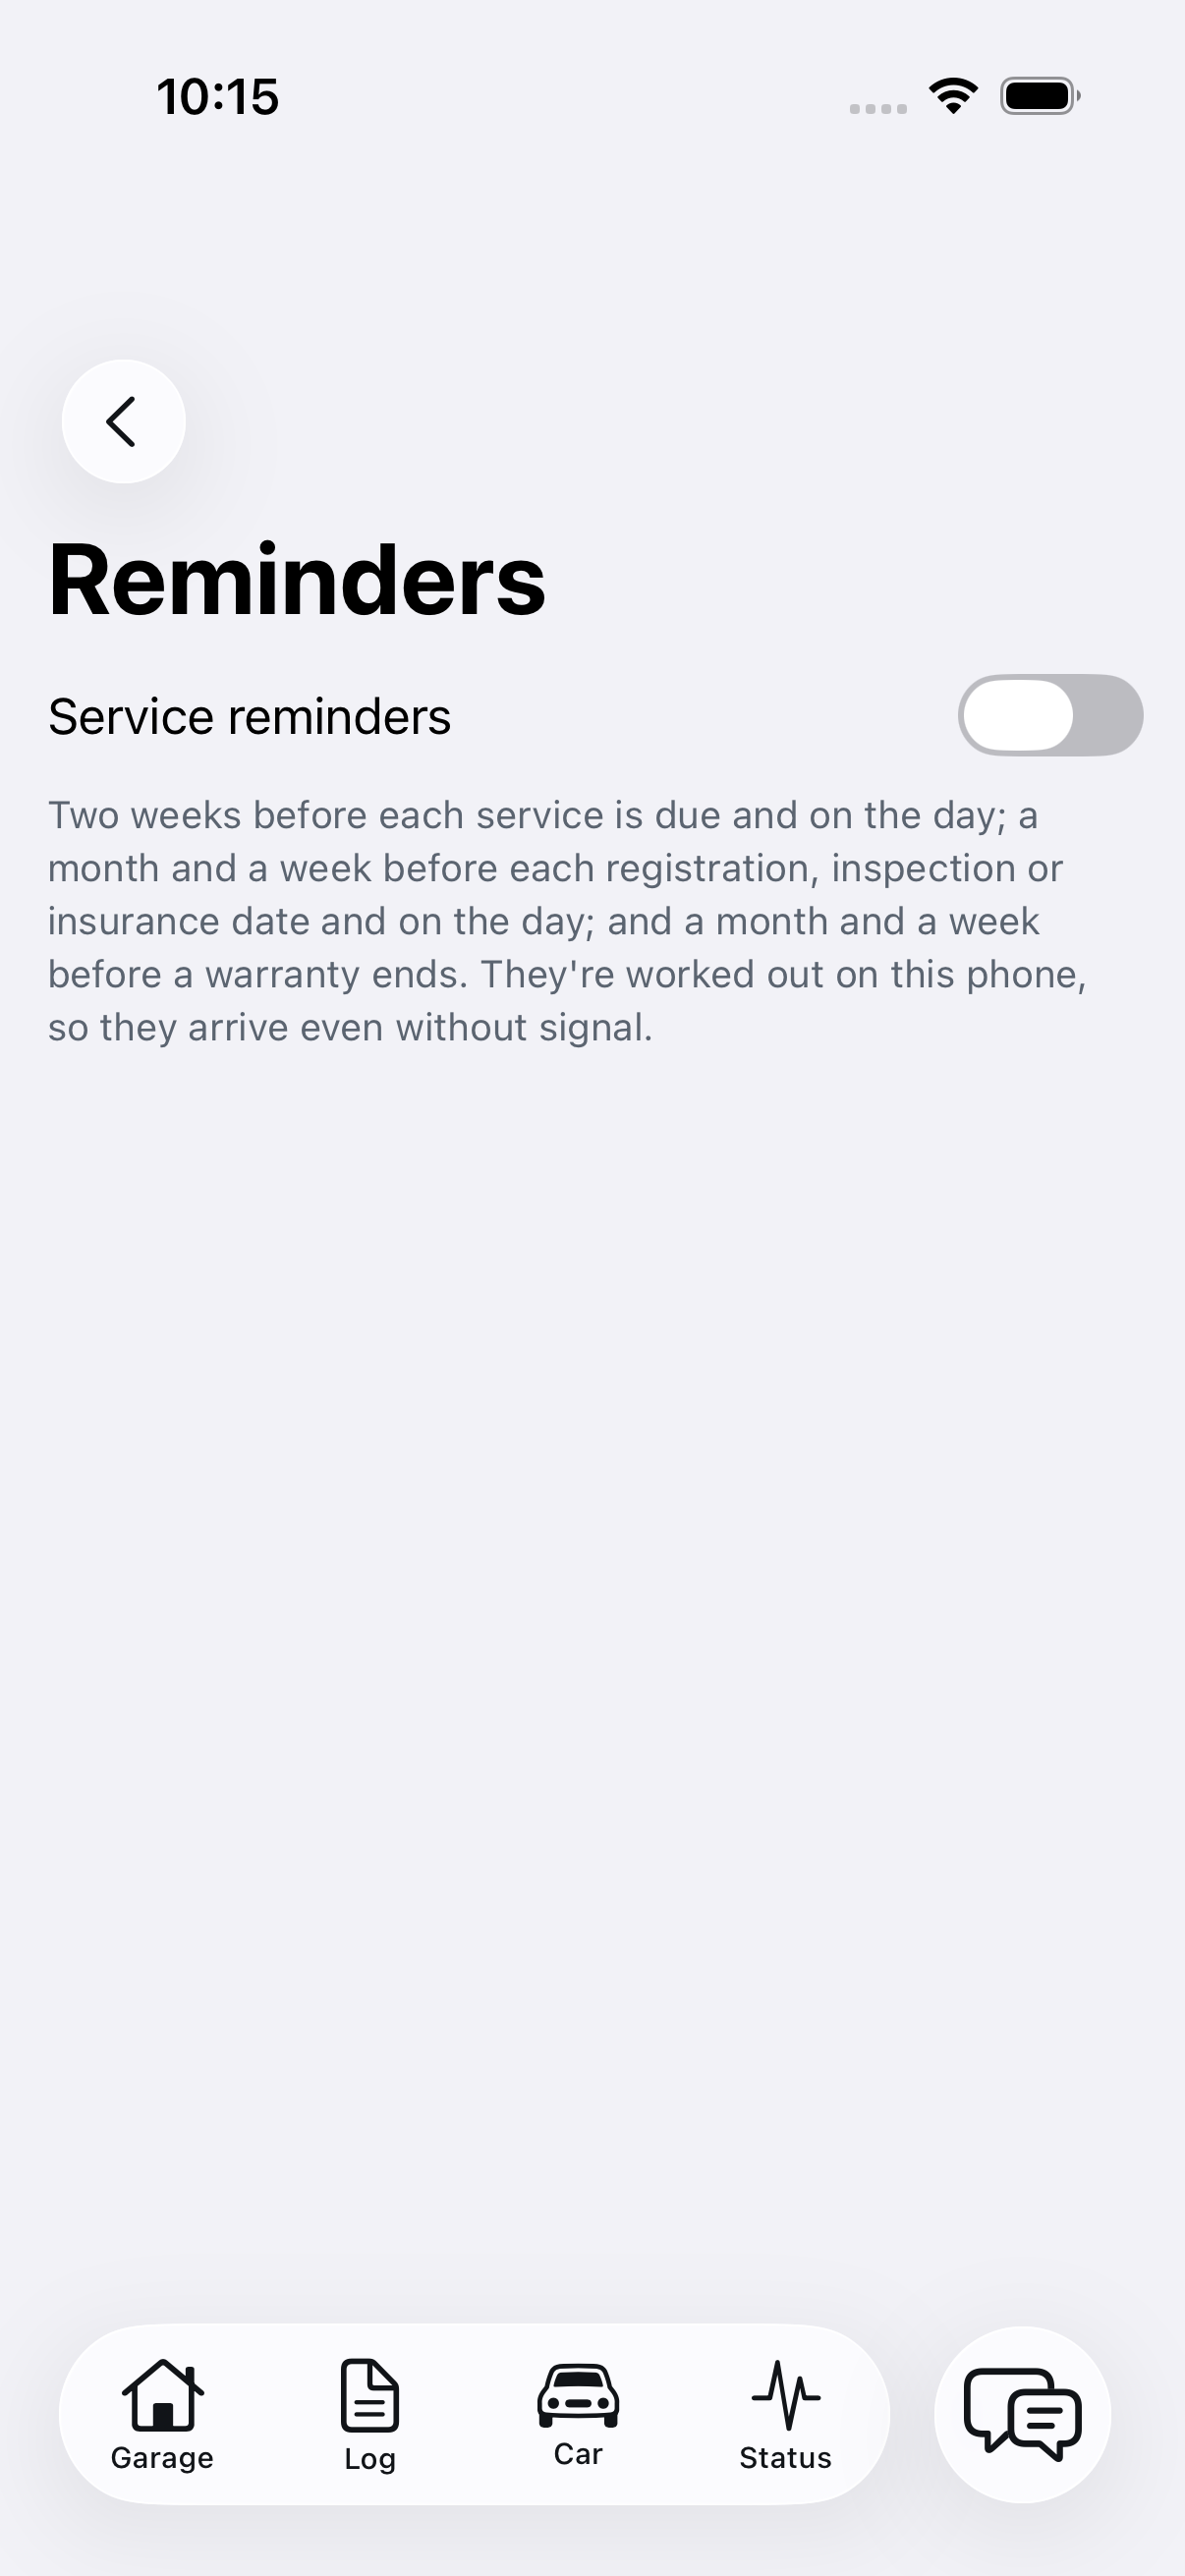 10:15
Reminders
Service reminders
Two weeks before each service is due and on the day; a
month and a week before each registration, inspection or
insurance date and on the day; and a month and a week
before a warranty ends. They're worked out on this phone,
so they arrive even without signal.
Garage
Log
Car
Status